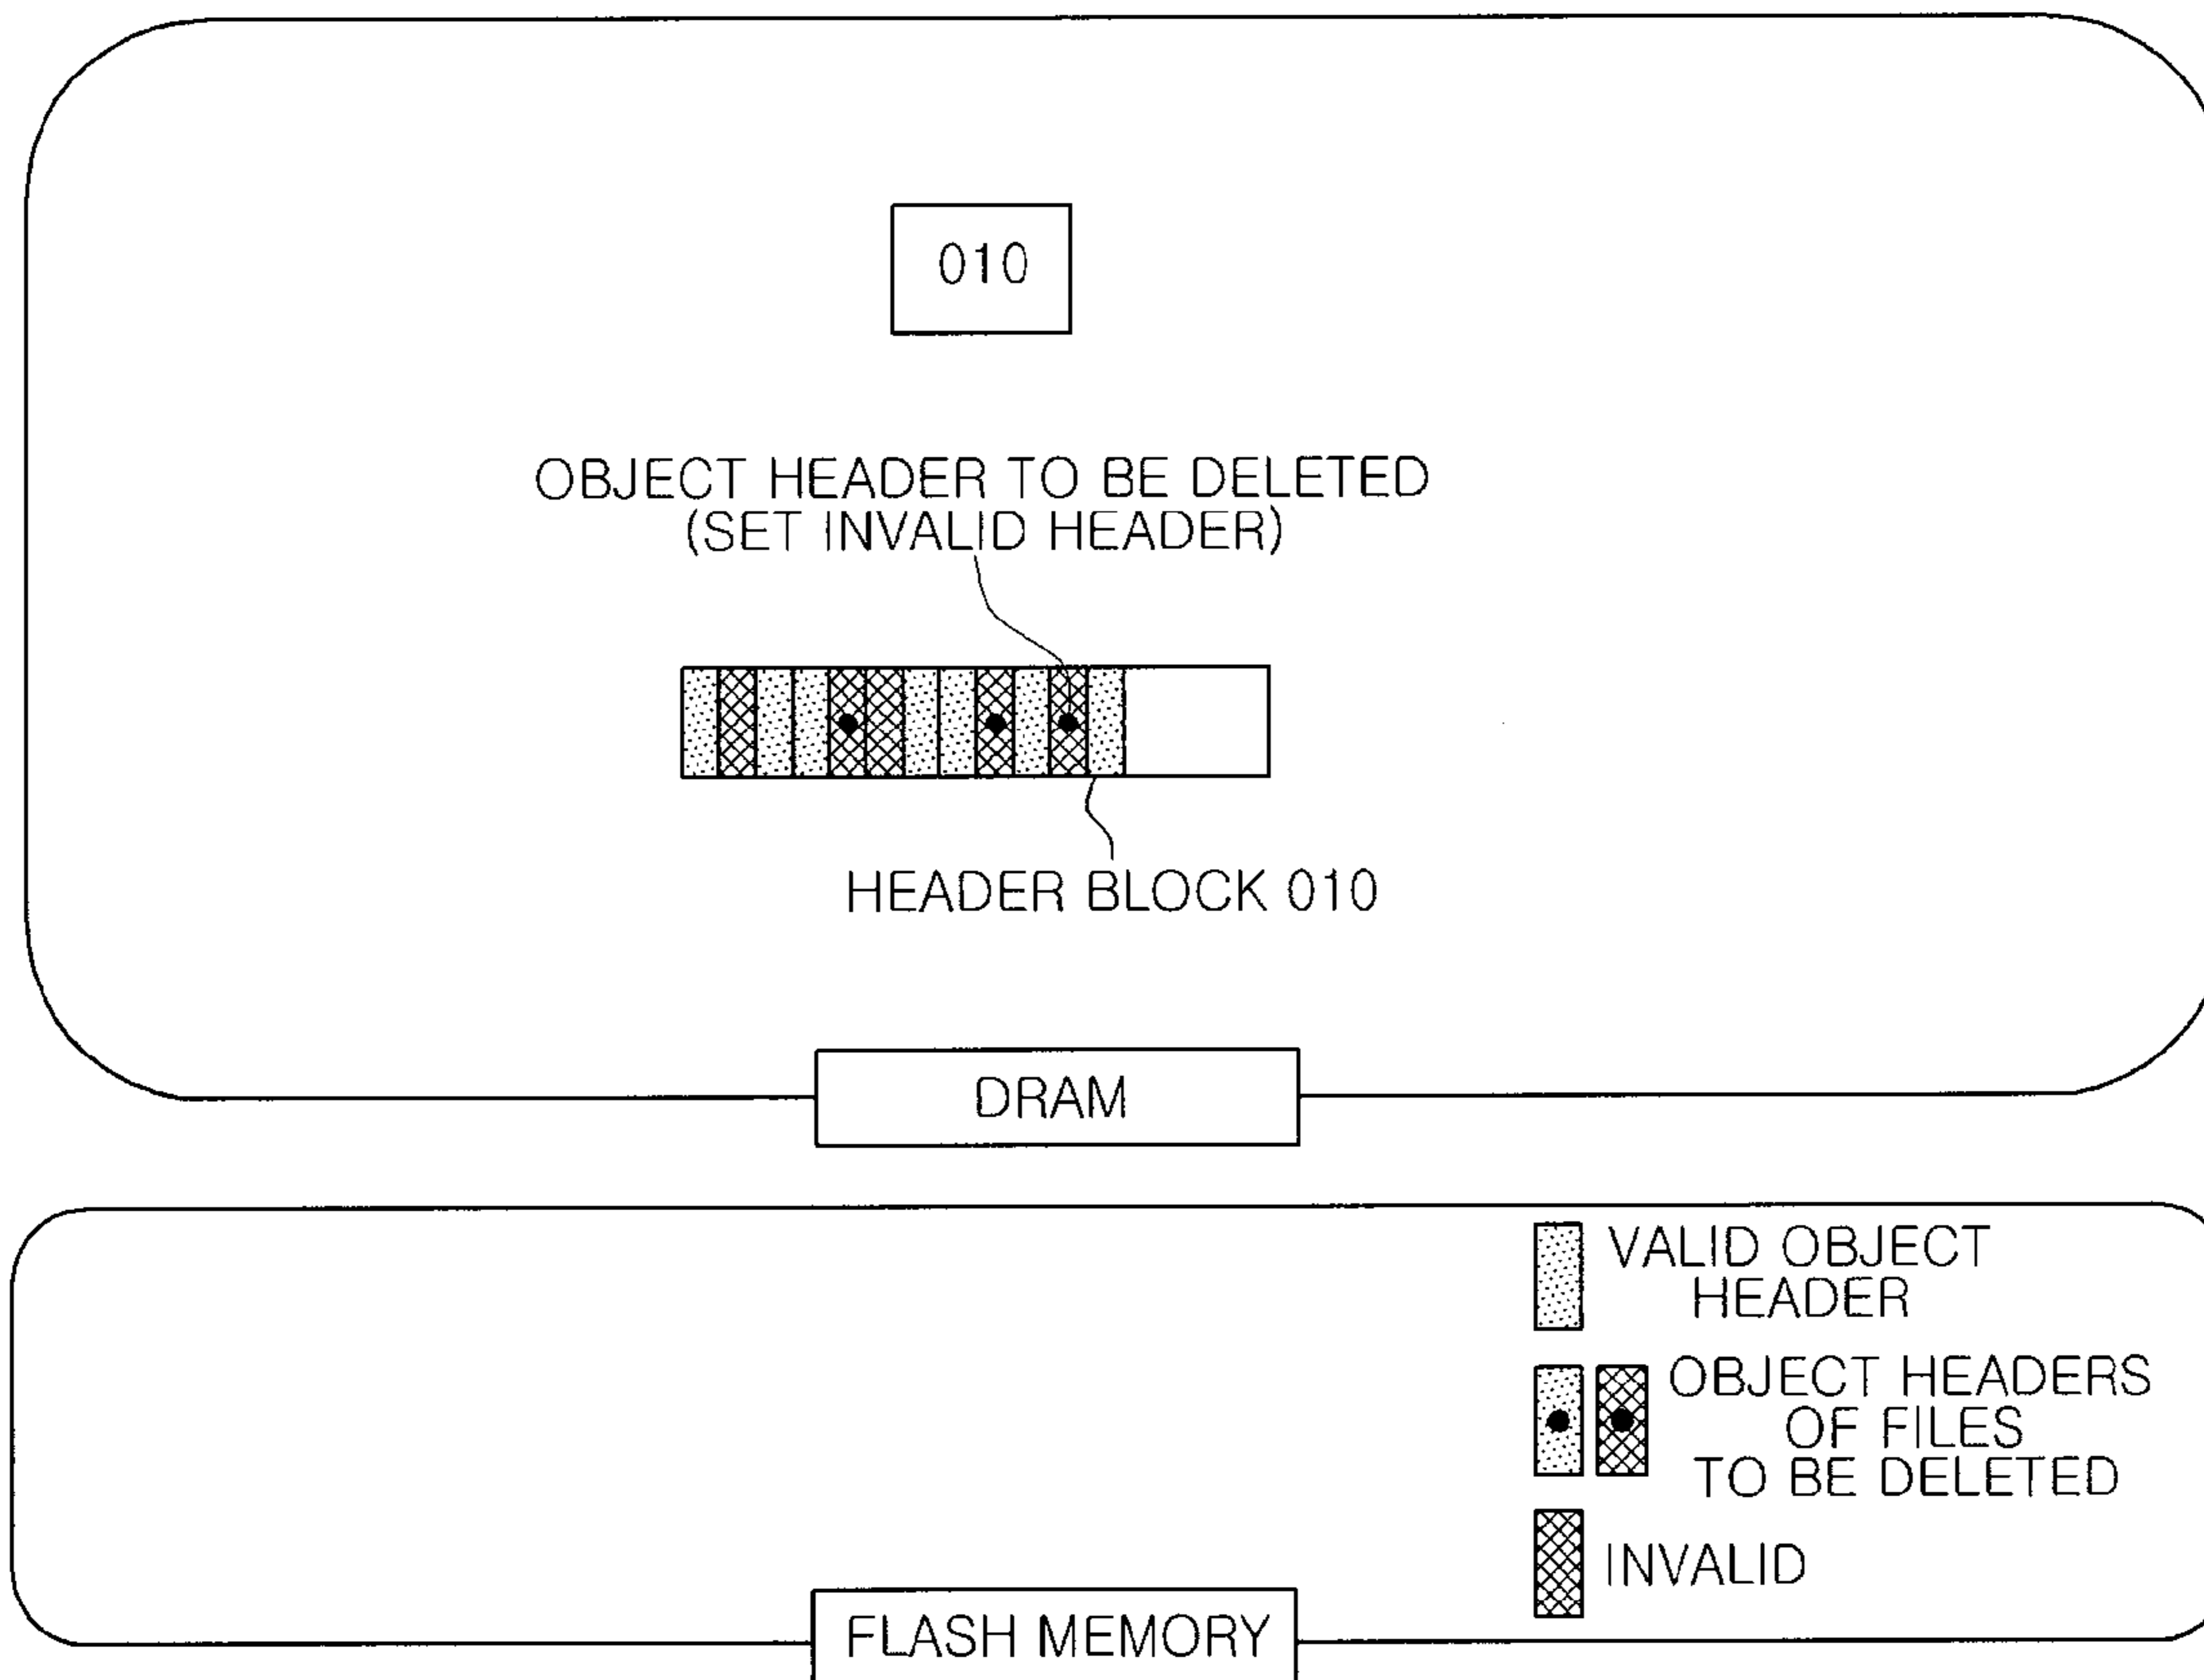 010
OBJECT HEADER TO BE DELETED
(SET INVALID HEADER)
HEADER BLOCK 010
DRAM
VALID OBJECT
HEADER
OBJECT HEADERS
OF FILES
TO BE DELETED
INVALID
FLASH MEMORY